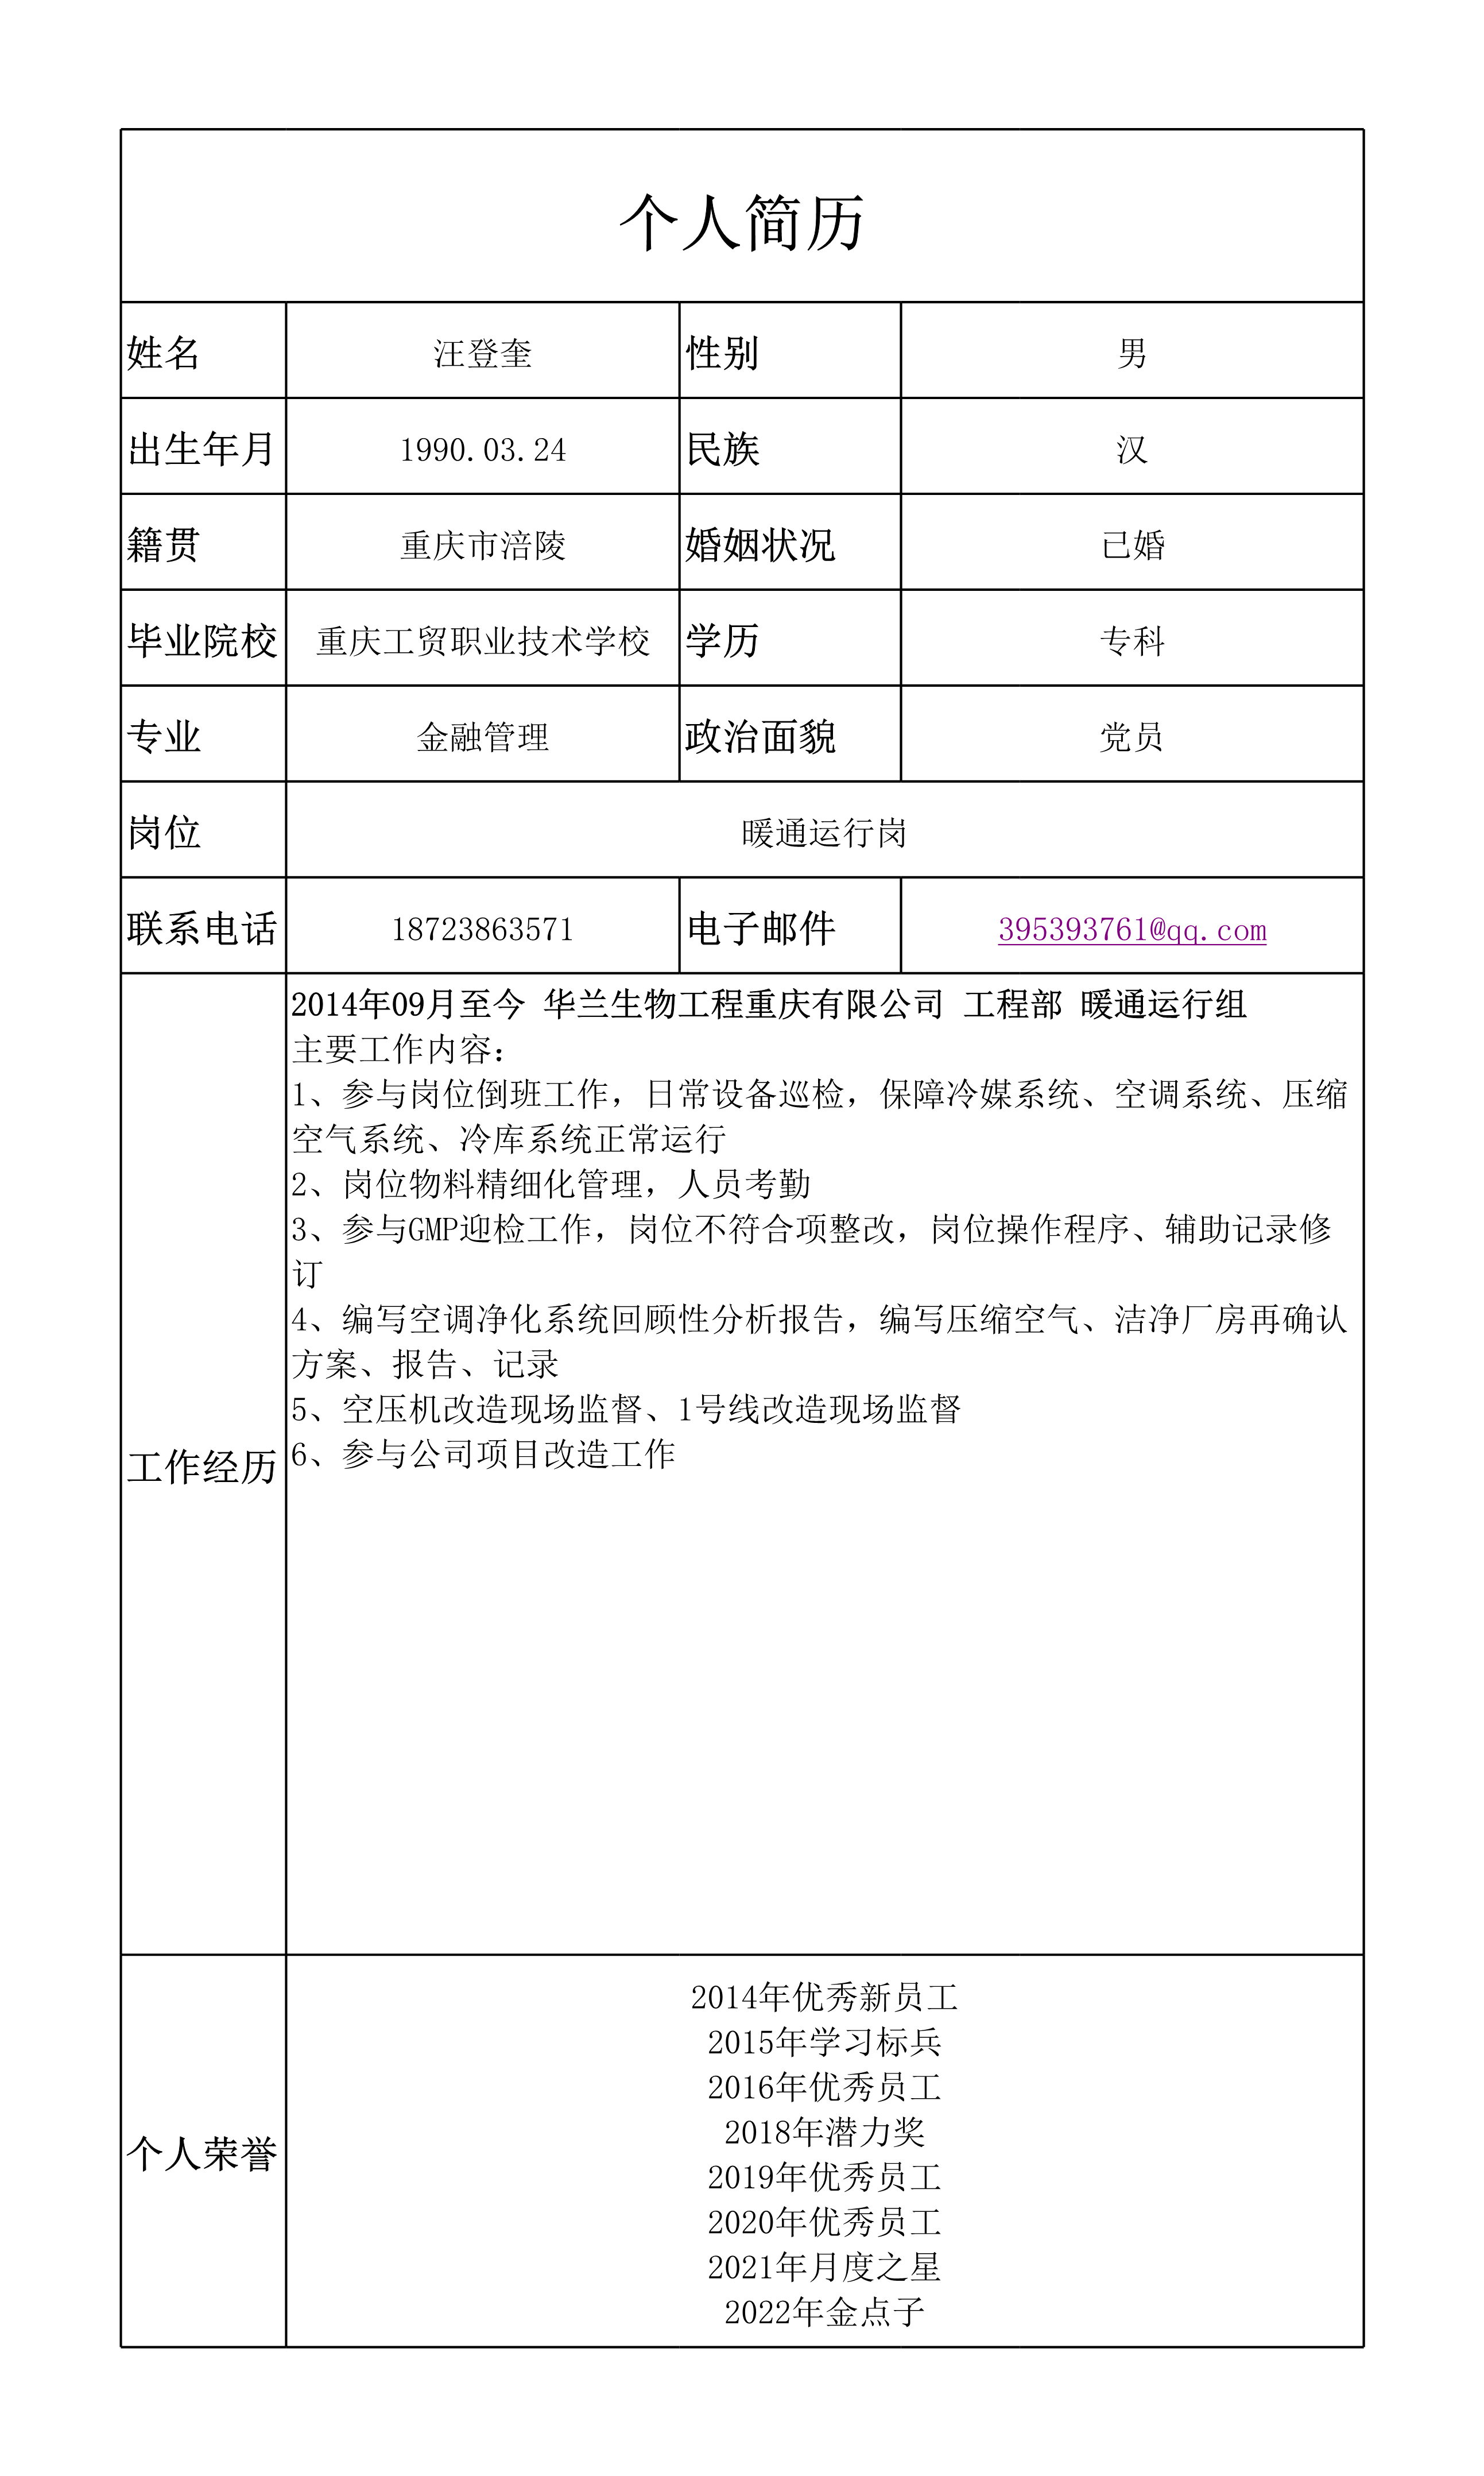 个人简历
姓名 汪登奎 性别 男
出生年月 1990.03.24 民族 汉
籍贯 重庆市涪陵 婚姻状况 已婚
毕业院校 重庆工贸职业技术学校 学历 专科
专业 金融管理 政治面貌 党员
岗位 暖通运行岗
联系电话 18723863571 电子邮件 395393761@qq.com
工作经历
2014年09月至今 华兰生物工程重庆有限公司 工程部 暖通运行组
主要工作内容：
1、参与岗位倒班工作，日常设备巡检，保障冷媒系统、空调系统、压缩
空气系统、冷库系统正常运行
2、岗位物料精细化管理，人员考勤
3、参与GMP迎检工作，岗位不符合项整改，岗位操作程序、辅助记录修
订
4、编写空调净化系统回顾性分析报告，编写压缩空气、洁净厂房再确认
方案、报告、记录
5、空压机改造现场监督、1号线改造现场监督
6、参与公司项目改造工作
个人荣誉
2014年优秀新员工
2015年学习标兵
2016年优秀员工
2018年潜力奖
2019年优秀员工
2020年优秀员工
2021年月度之星
2022年金点子